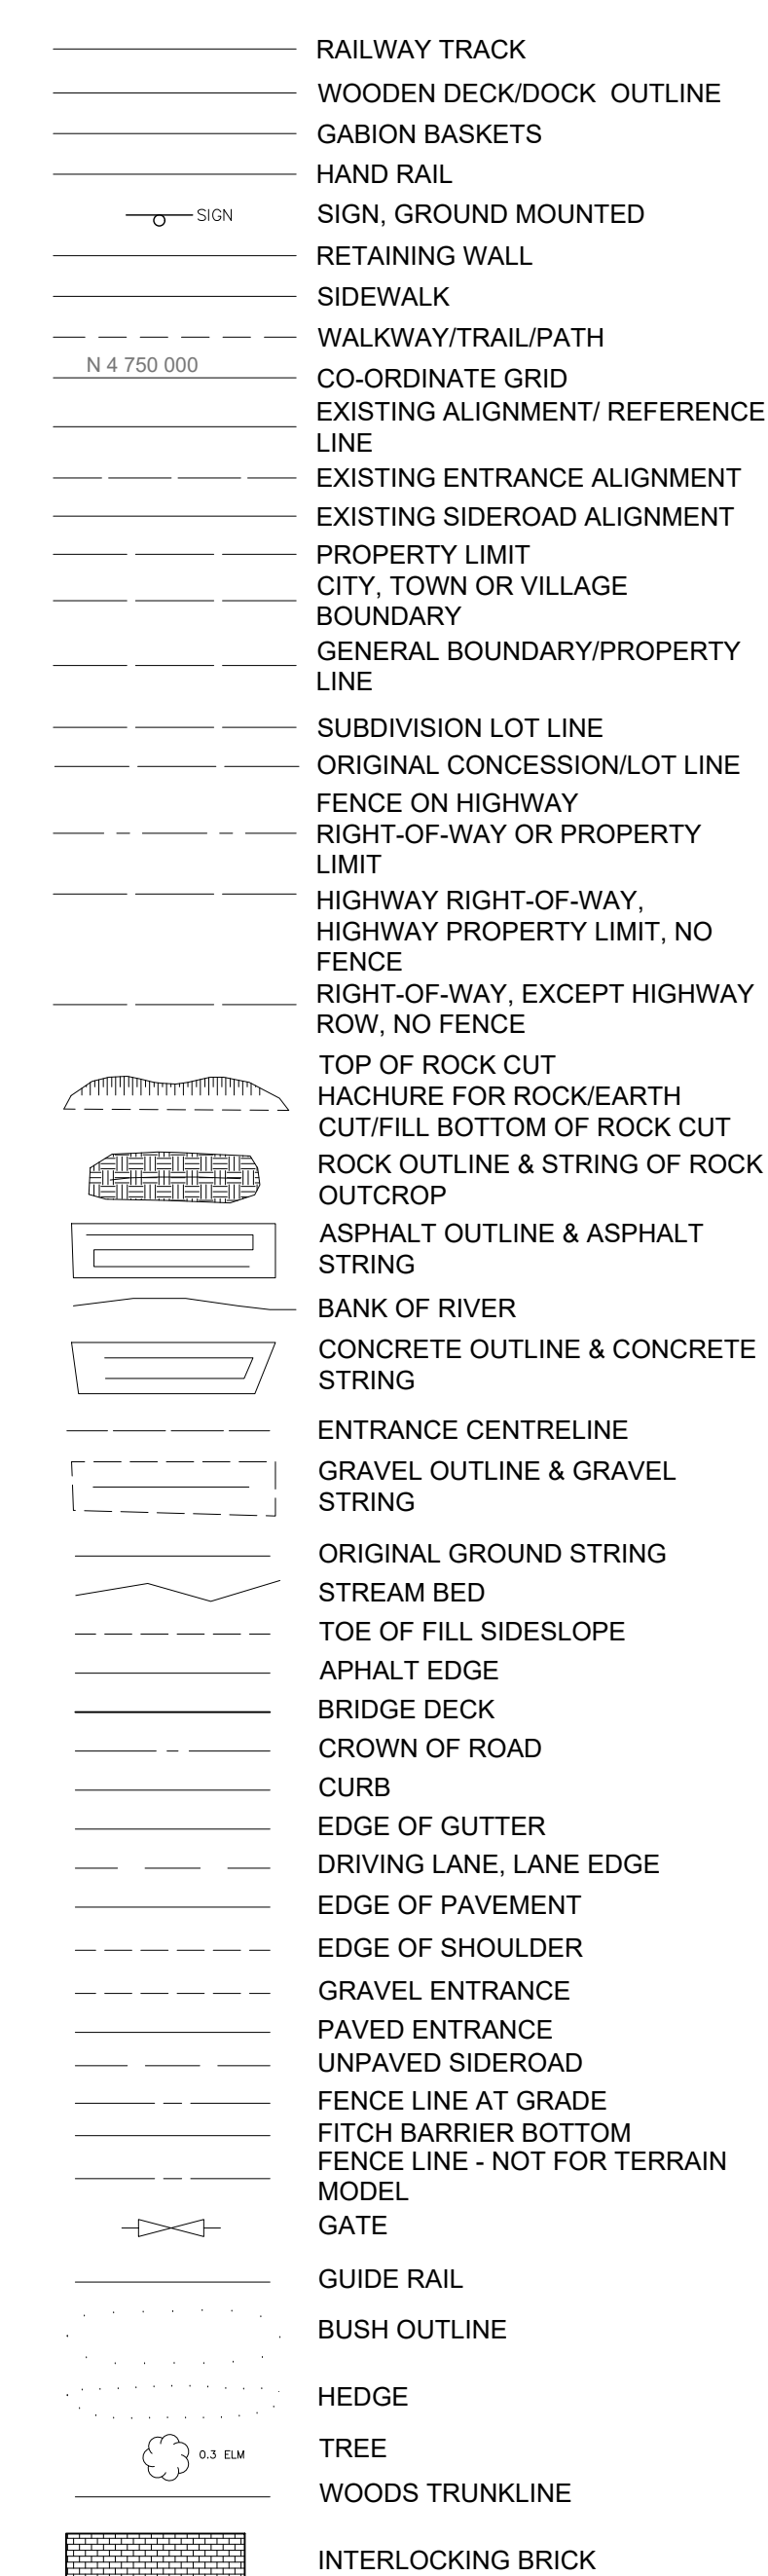 RAILWAY TRACK
WOODEN DECK/DOCK OUTLINE
GABION BASKETS
HAND RAIL
SIGN SIGN, GROUND MOUNTED
RETAINING WALL
SIDEWALK
WALKWAY/TRAIL/PATH
N 4 750 000
CO-ORDINATE GRID
EXISTING ALIGNMENT/ REFERENCE
LINE
EXISTING ENTRANCE ALIGNMENT
EXISTING SIDEROAD ALIGNMENT
PROPERTY LIMIT
CITY, TOWN OR VILLAGE
BOUNDARY
GENERAL BOUNDARY/PROPERTY
LINE
SUBDIVISION LOT LINE
ORIGINAL CONCESSION/LOT LINE
FENCE ON HIGHWAY
RIGHT-OF-WAY OR PROPERTY
LIMIT
HIGHWAY RIGHT-OF-WAY,
HIGHWAY PROPERTY LIMIT, NO
FENCE
RIGHT-OF-WAY, EXCEPT HIGHWAY
ROW, NO FENCE
TOP OF ROCK CUT
HACHURE FOR ROCK/EARTH
CUT/FILL BOTTOM OF ROCK CUT
ROCK OUTLINE & STRING OF ROCK
OUTCROP
ASPHALT OUTLINE & ASPHALT
STRING
BANK OF RIVER
CONCRETE OUTLINE & CONCRETE
STRING
ENTRANCE CENTRELINE
GRAVEL OUTLINE & GRAVEL
STRING
ORIGINAL GROUND STRING
STREAM BED
TOE OF FILL SIDESLOPE
APHALT EDGE
BRIDGE DECK
CROWN OF ROAD
CURB
EDGE OF GUTTER
DRIVING LANE, LANE EDGE
EDGE OF PAVEMENT
EDGE OF SHOULDER
GRAVEL ENTRANCE
PAVED ENTRANCE
UNPAVED SIDEROAD
FENCE LINE AT GRADE
FITCH BARRIER BOTTOM
FENCE LINE - NOT FOR TERRAIN
MODEL
GATE
GUIDE RAIL
BUSH OUTLINE
HEDGE
0.3 ELM TREE
WOODS TRUNKLINE
INTERLOCKING BRICK